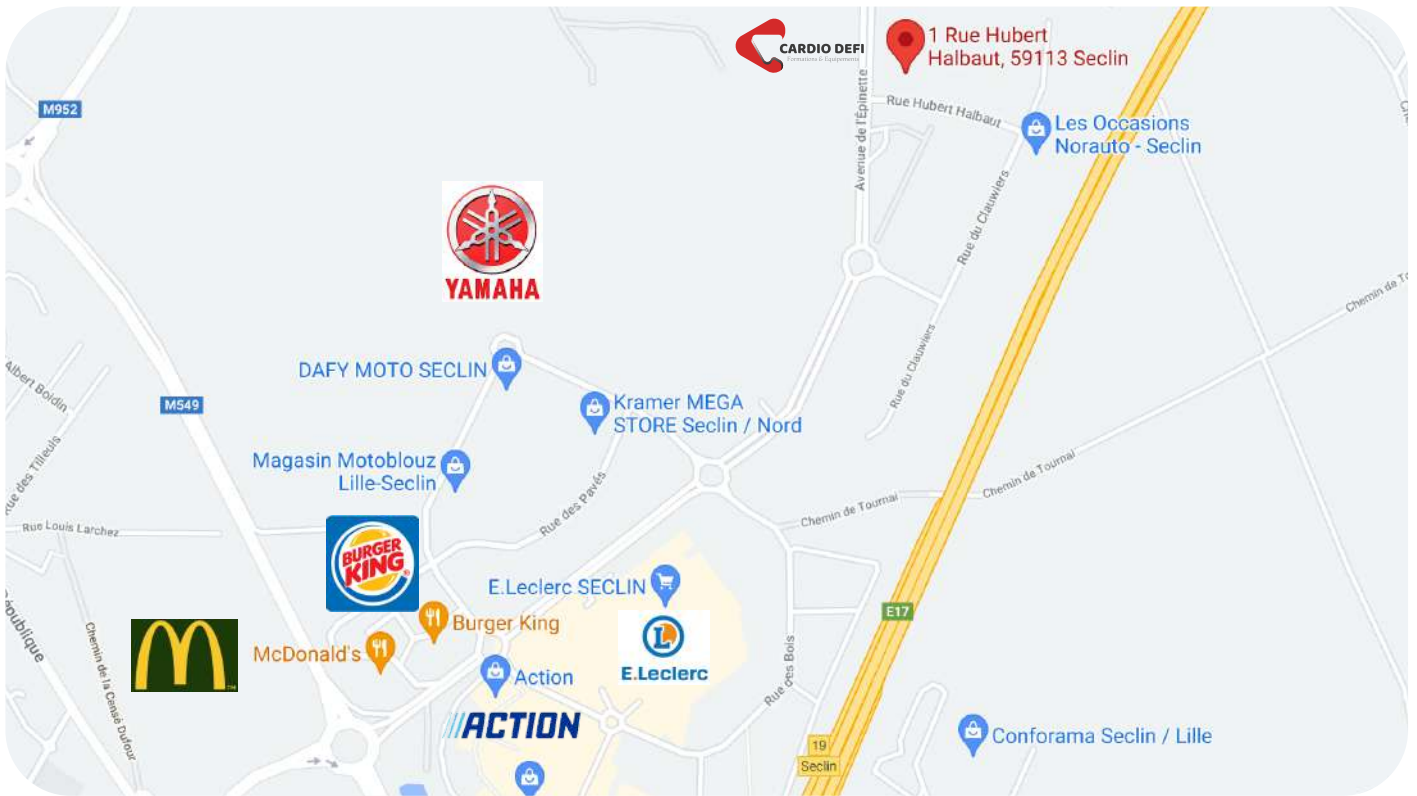 CARDIO DEFI
Formations & Équipements
1 Rue Hubert
Halbaut, 59113 Seclin
M952
Avenue de l'Épinette
Rue Hubert Halbaut
Les Occasions
Norauto - Seclin
Rue du Clauwiers
YAMAHA
Chemin de To
DAFY MOTO SECLIN
Rue du Clauwiers
Albert Boidin
M549
Kramer MEGA
STORE Seclin / Nord
Rue des Tilleuls
Magasin Motoblouz
Lille-Seclin
Chemin de Tournai
Rue des Pavés
Chemin de Tournai
Rue Louis Larchez
BURGER
KING
E.Leclerc SECLIN
E17
République
Burger King
McDonald's
E.Leclerc
Chemin de la Censé Dufour
Action
Rue des Bois
ACTION
19
Seclin
Conforama Seclin / Lille